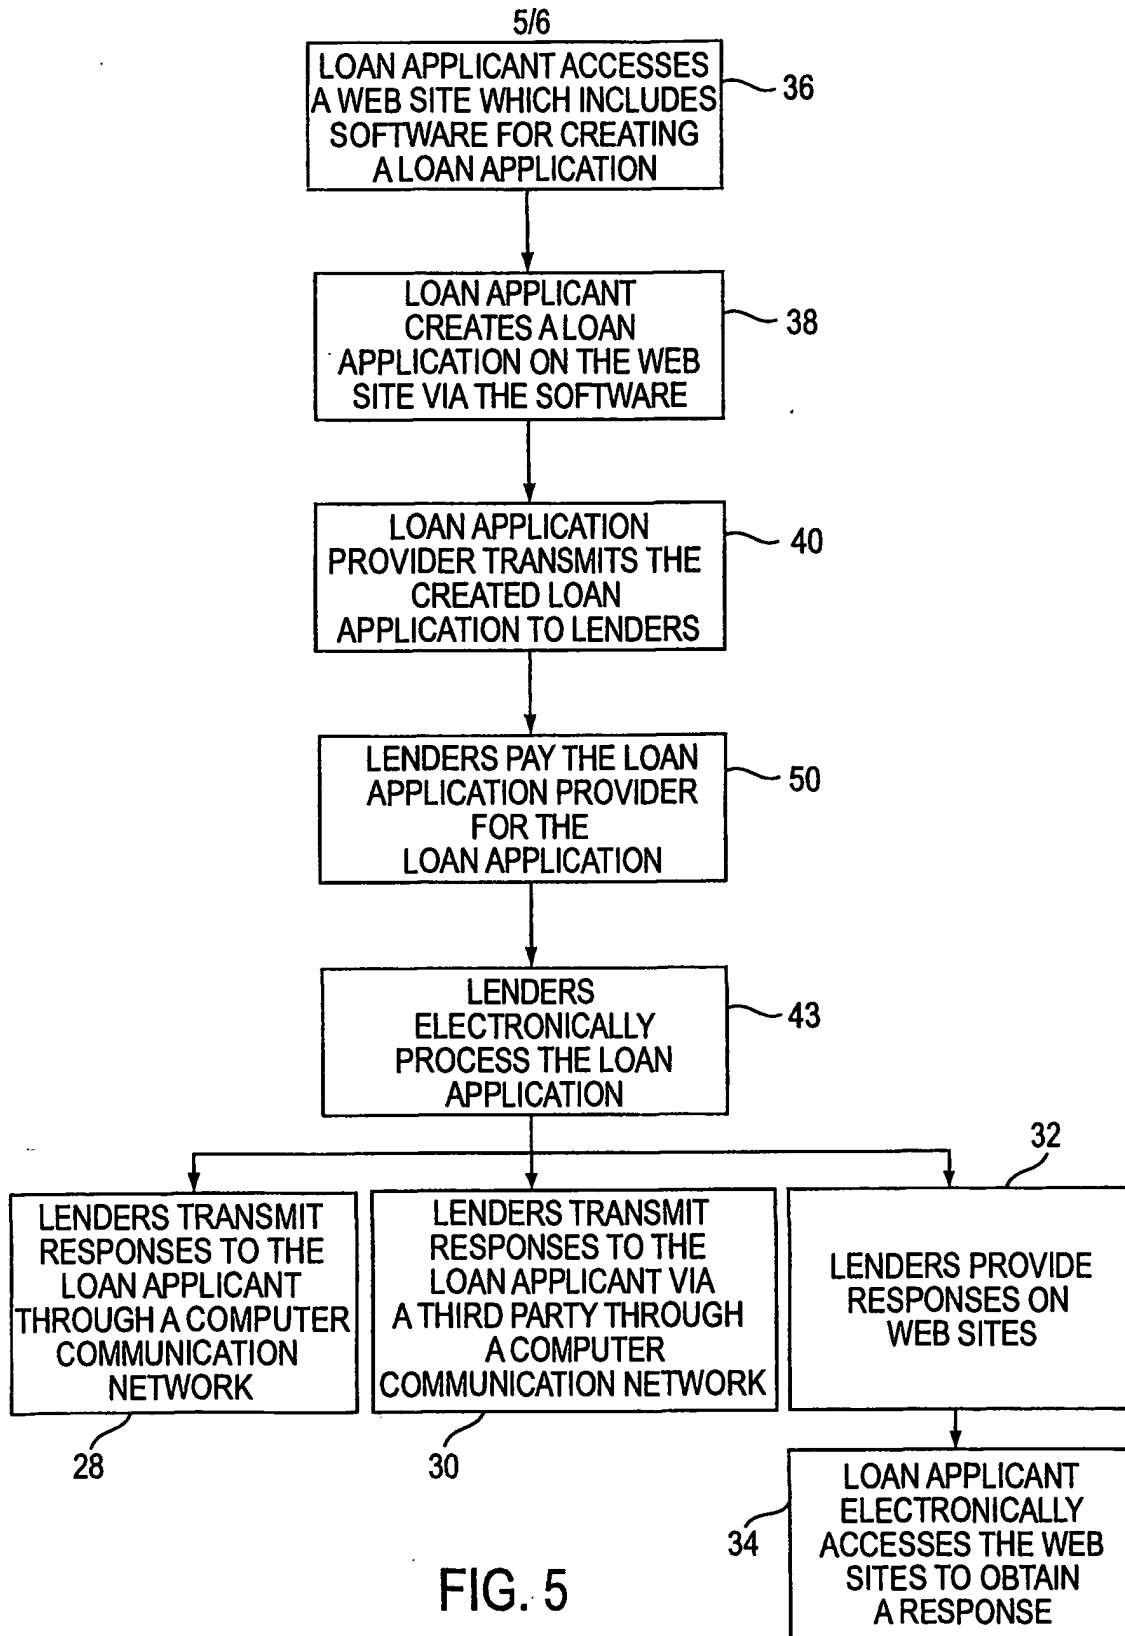 5/6
LOAN APPLICANT ACCESSES
A WEB SITE WHICH INCLUDES
SOFTWARE FOR CREATING
A LOAN APPLICATION
36
LOAN APPLICANT
CREATES A LOAN
APPLICATION ON THE WEB
SITE VIA THE SOFTWARE
38
LOAN APPLICATION
PROVIDER TRANSMITS THE
CREATED LOAN
APPLICATION TO LENDERS
40
LENDERS PAY THE LOAN
APPLICATION PROVIDER
FOR THE
LOAN APPLICATION
50
LENDERS
ELECTRONICALLY
PROCESS THE LOAN
APPLICATION
43
LENDERS TRANSMIT
RESPONSES TO THE
LOAN APPLICANT
THROUGH A COMPUTER
COMMUNICATION
NETWORK
28
LENDERS TRANSMIT
RESPONSES TO THE
LOAN APPLICANT VIA
A THIRD PARTY THROUGH
A COMPUTER
COMMUNICATION NETWORK
30
32
LENDERS PROVIDE
RESPONSES ON
WEB SITES
LOAN APPLICANT
ELECTRONICALLY
ACCESSES THE WEB
SITES TO OBTAIN
A RESPONSE
34
FIG. 5